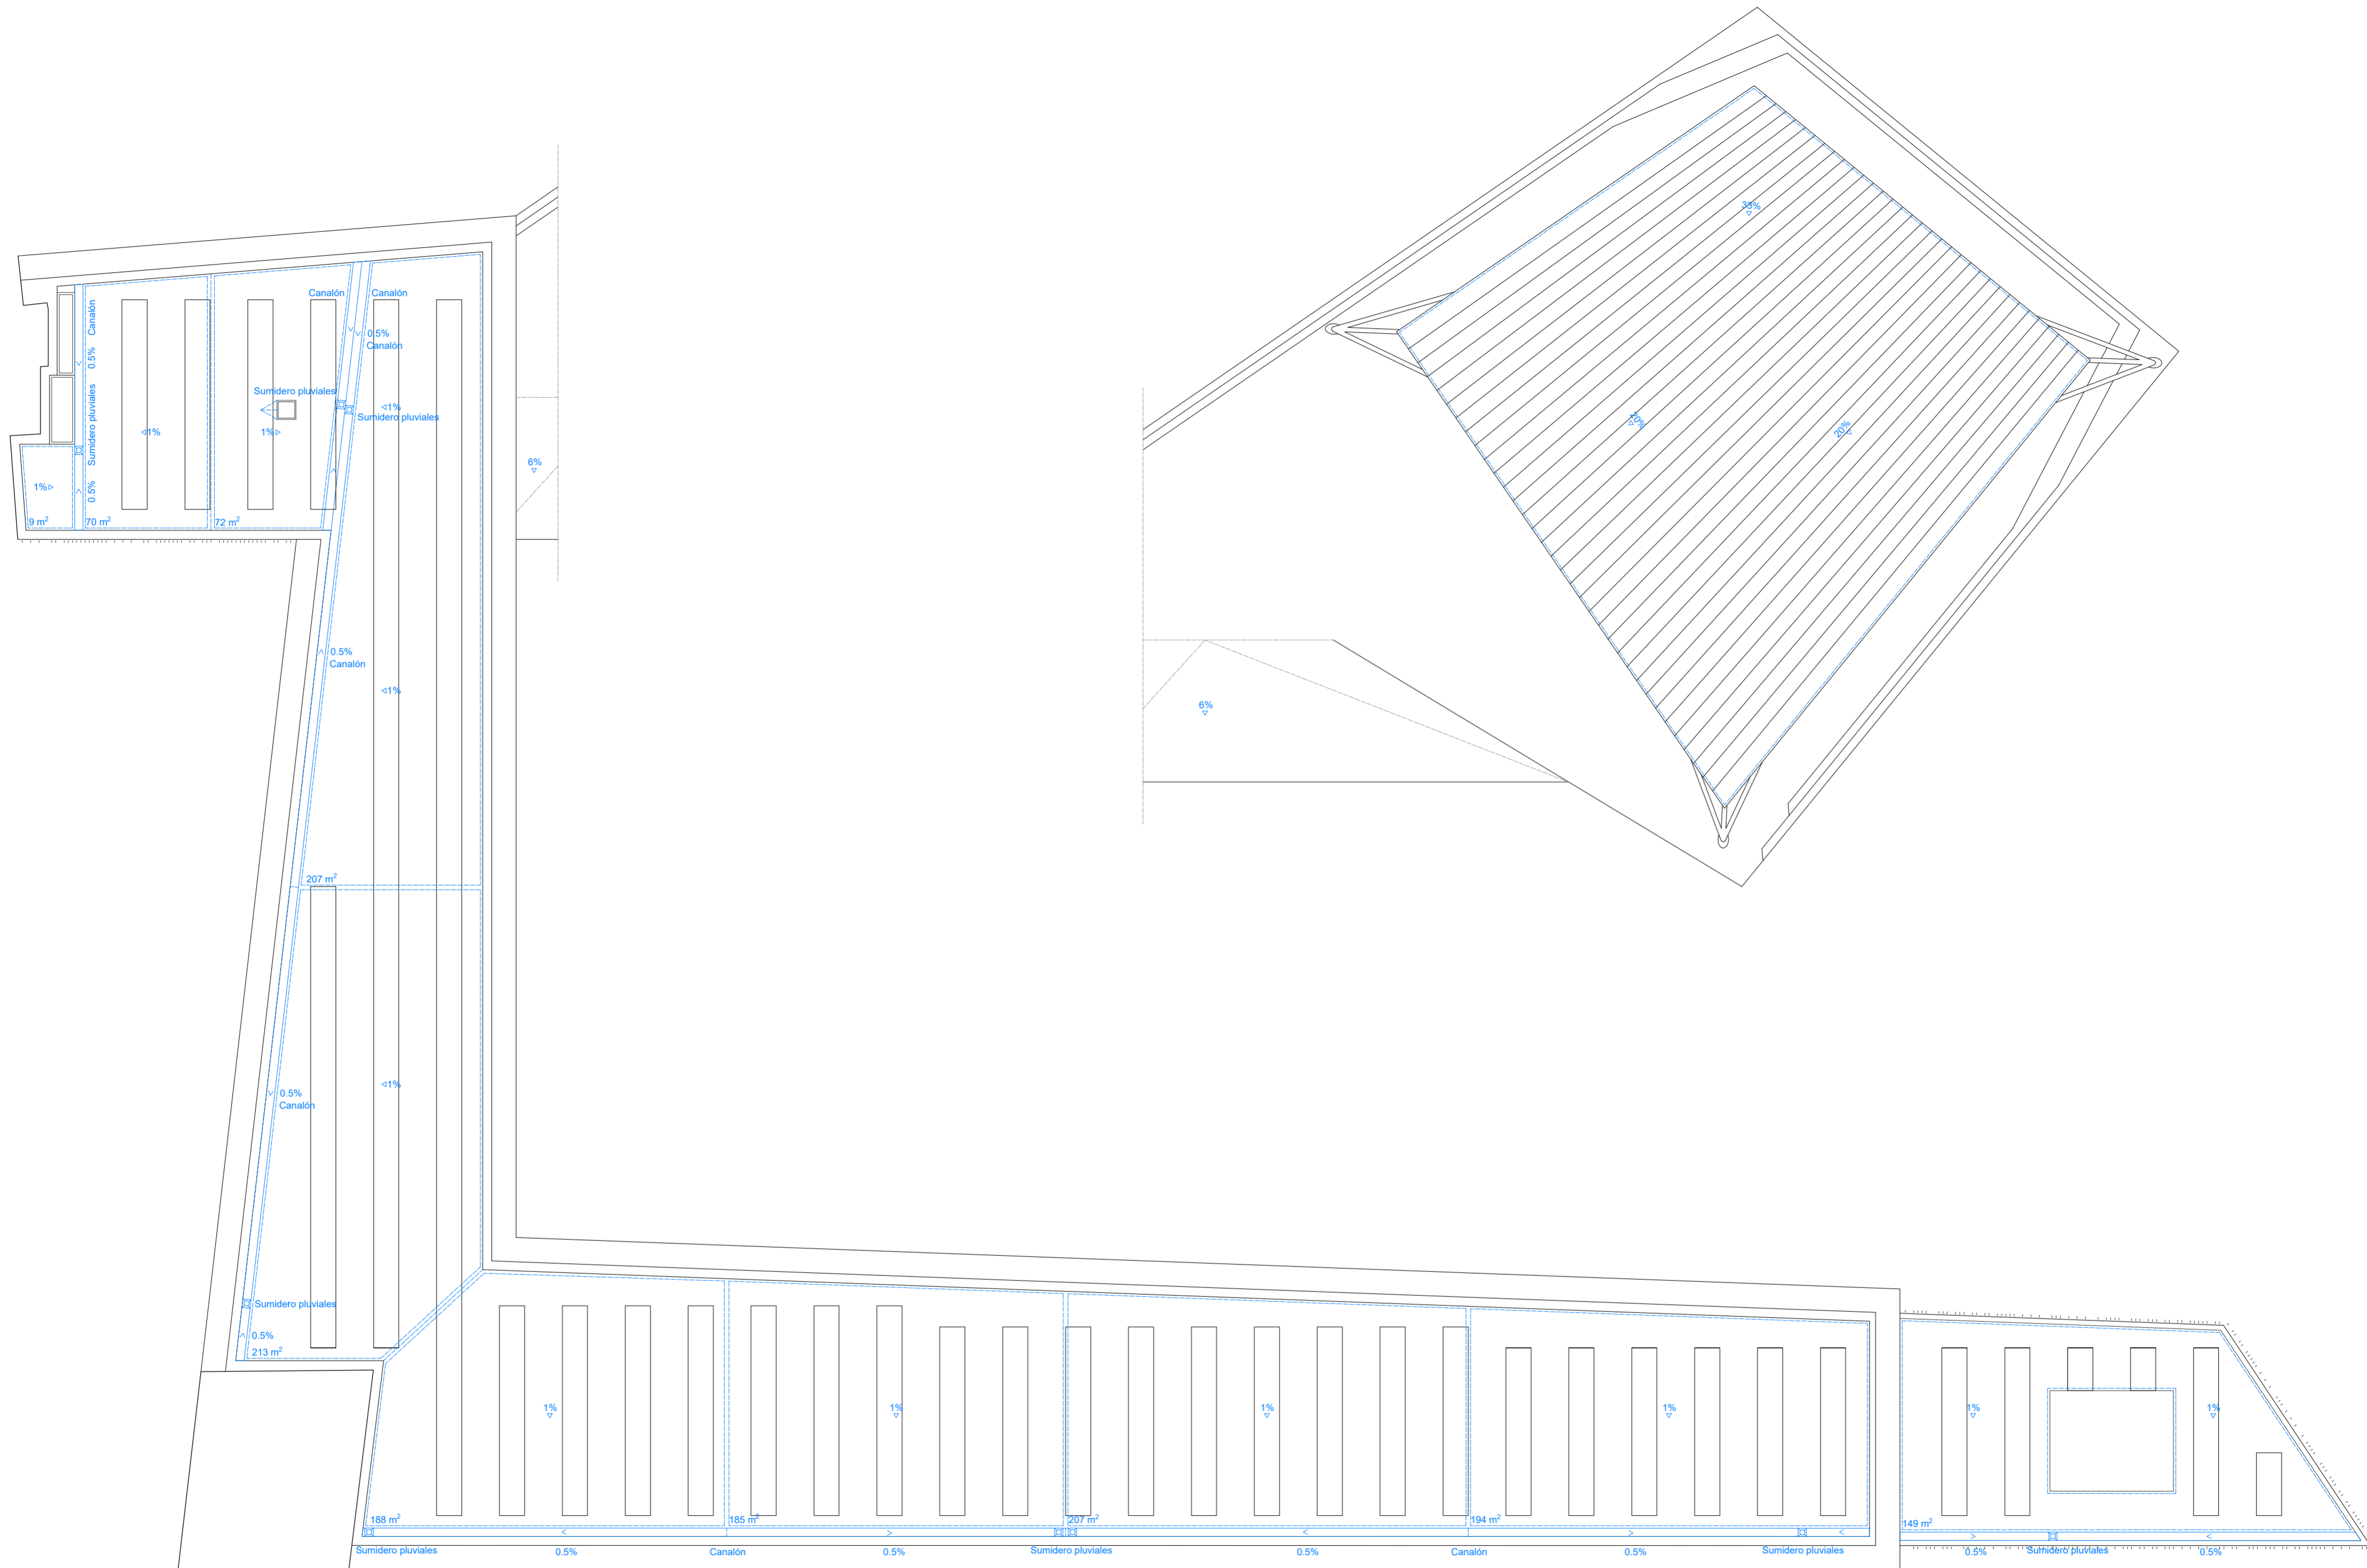 33%
20%
20%
6%
6%
Canalón
Canalón
0.5%
Canalón
Canalón
0.5%
Sumidero pluviales
0.5%
Sumidero pluviales
Sumidero pluviales
1%
1%
1%
1%
9 m²
70 m²
72 m²
0.5%
Canalón
1%
207 m²
1%
0.5%
Canalón
Sumidero pluviales
0.5%
213 m²
1%
1%
1%
1%
1%
1%
188 m²
185 m²
207 m²
194 m²
149 m²
Sumidero pluviales
0.5%
Canalón
0.5%
Sumidero pluviales
0.5%
Canalón
0.5%
Sumidero pluviales
0.5%
Sumidero pluviales
0.5%